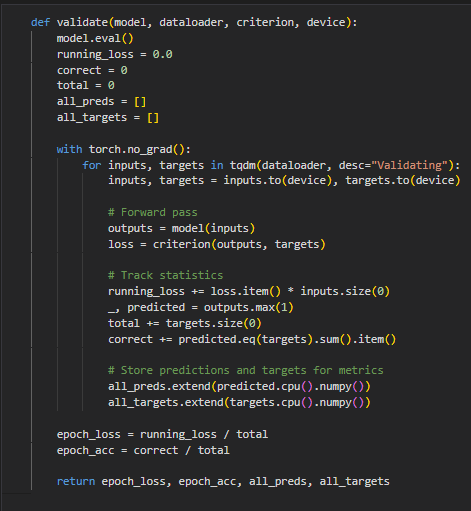 def validate(model, dataloader, criterion, device):
    model.eval()
    running_loss = 0.0
    correct = 0
    total = 0
    all_preds = []
    all_targets = []

    with torch.no_grad():
        for inputs, targets in tqdm(dataloader, desc="Validating"):
            inputs, targets = inputs.to(device), targets.to(device)

            # Forward pass
            outputs = model(inputs)
            loss = criterion(outputs, targets)

            # Track statistics
            running_loss += loss.item() * inputs.size(0)
            _, predicted = outputs.max(1)
            total += targets.size(0)
            correct += predicted.eq(targets).sum().item()

            # Store predictions and targets for metrics
            all_preds.extend(predicted.cpu().numpy())
            all_targets.extend(targets.cpu().numpy())

    epoch_loss = running_loss / total
    epoch_acc = correct / total

    return epoch_loss, epoch_acc, all_preds, all_targets